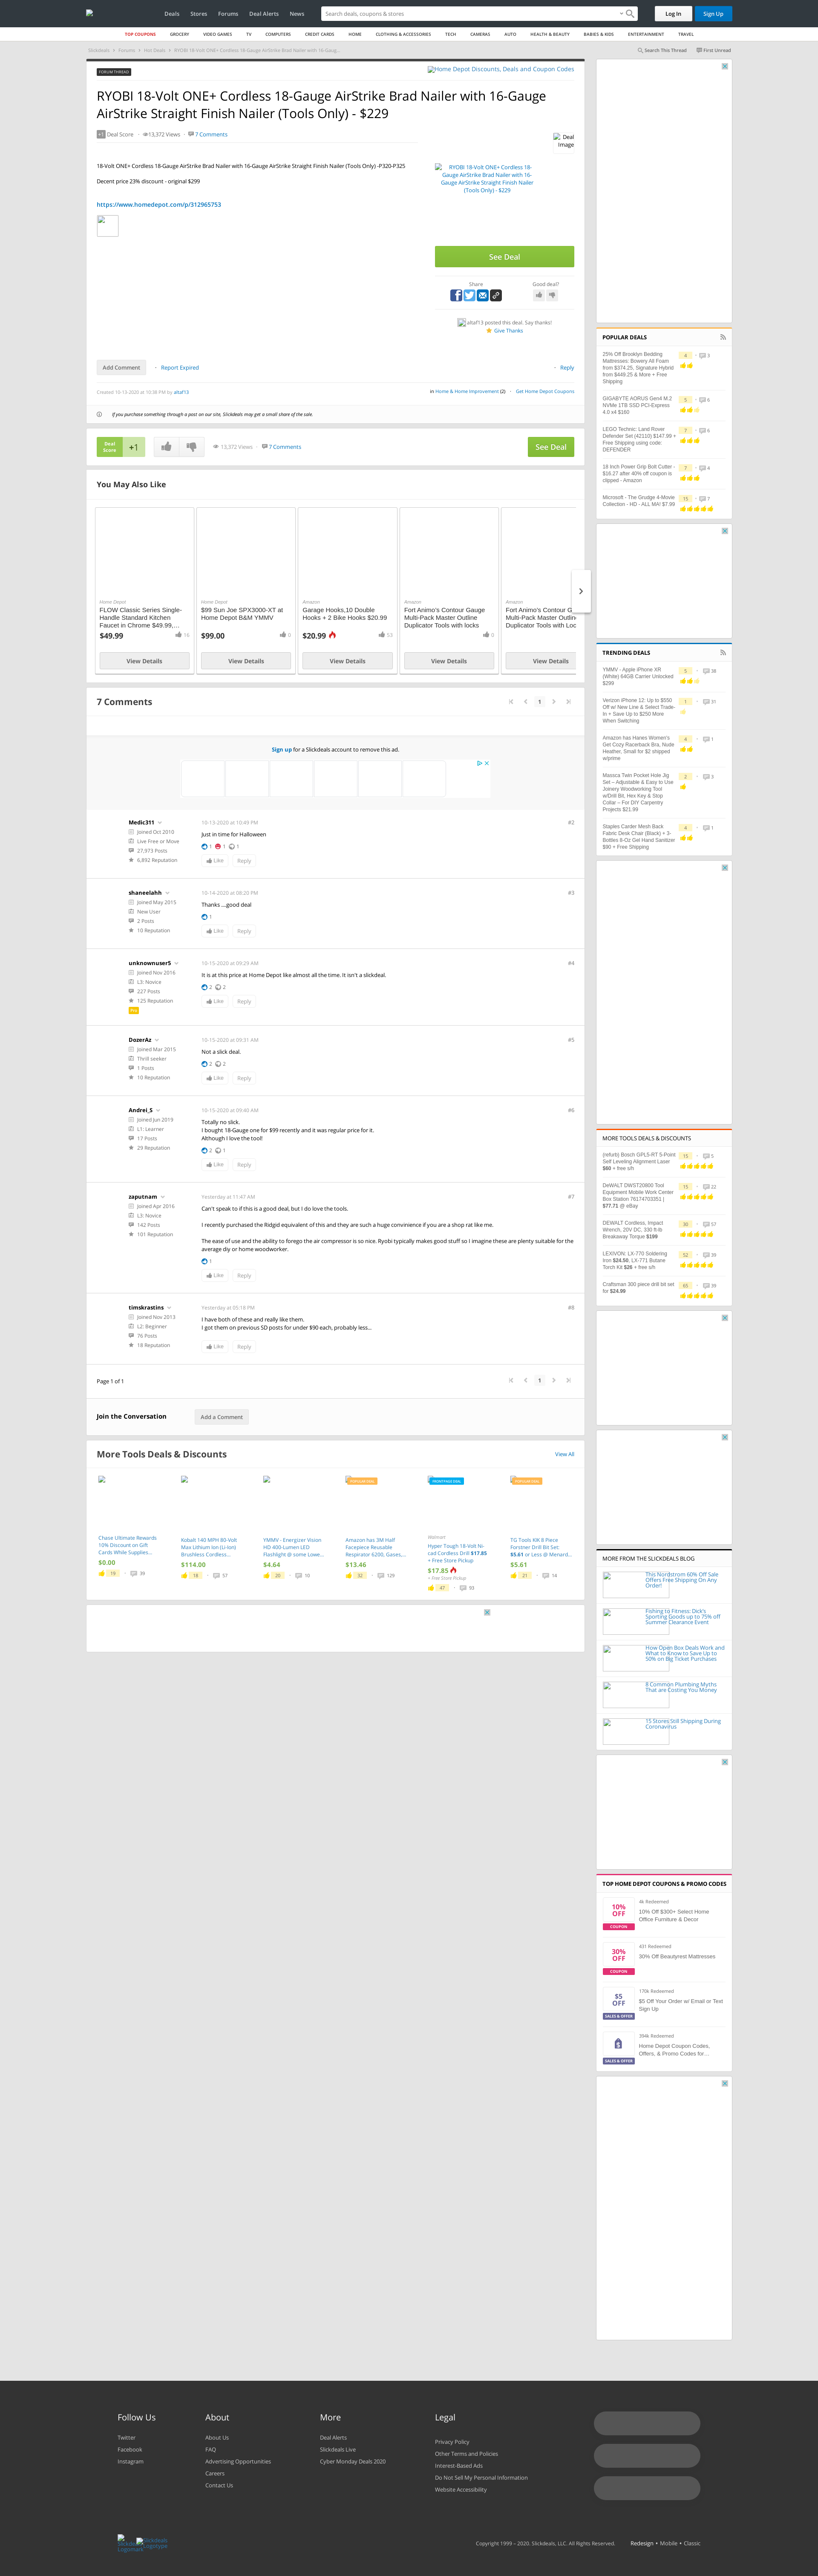 Deals Stores Forums Deal Alerts News
Search deals, coupons & stores
Log In
Sign Up
TOP COUPONS GROCERY VIDEO GAMES TV COMPUTERS CREDIT CARDS HOME CLOTHING & ACCESSORIES TECH CAMERAS AUTO HEALTH & BEAUTY BABIES & KIDS ENTERTAINMENT TRAVEL
Slickdeals Forums Hot Deals RYOBI 18-Volt ONE+ Cordless 18-Gauge AirStrike Brad Nailer with 16-Gaug...
Search This Thread First Unread
FORUM THREAD
Home Depot Discounts, Deals and Coupon Codes
RYOBI 18-Volt ONE+ Cordless 18-Gauge AirStrike Brad Nailer with 16-Gauge
AirStrike Straight Finish Nailer (Tools Only) - $229
+1 Deal Score 13,372 Views 7 Comments
Deal
Image
18-Volt ONE+ Cordless 18-Gauge AirStrike Brad Nailer with 16-Gauge AirStrike Straight Finish Nailer (Tools Only) -P320-P325
Decent price 23% discount - original $299
https://www.homedepot.com/p/312965753
RYOBI 18-Volt ONE+ Cordless 18-
Gauge AirStrike Brad Nailer with 16-
Gauge AirStrike Straight Finish Nailer
(Tools Only) - $229
See Deal
Share
Good deal?
altaf13 posted this deal. Say thanks!
Give Thanks
Add Comment Report Expired
Reply
Created 10-13-2020 at 10:38 PM by altaf13
in Home & Home Improvement (2) Get Home Depot Coupons
If you purchase something through a post on our site, Slickdeals may get a small share of the sale.
Deal
Score
+1
13,372 Views 7 Comments
See Deal
You May Also Like
Home Depot
FLOW Classic Series Single-
Handle Standard Kitchen
Faucet in Chrome $49.99,...
$49.99 16
View Details
Home Depot
$99 Sun Joe SPX3000-XT at
Home Depot B&M YMMV
$99.00 0
View Details
Amazon
Garage Hooks,10 Double
Hooks + 2 Bike Hooks $20.99
$20.99 53
View Details
Amazon
Fort Animo's Contour Gauge
Multi-Pack Master Outline
Duplicator Tools with locks
0
View Details
Amazon
Fort Animo's Contour G
Multi-Pack Master Outlin
Duplicator Tools with Loc
View Details
7 Comments
1
Sign up for a Slickdeals account to remove this ad.
Medic311
Joined Oct 2010
Live Free or Move
27,973 Posts
6,892 Reputation
10-13-2020 at 10:49 PM
#2
Just in time for Halloween
1 1 1
Like Reply
shaneelahh
Joined May 2015
New User
2 Posts
10 Reputation
10-14-2020 at 08:20 PM
#3
Thanks ....good deal
1
Like Reply
unknownuser5
Joined Nov 2016
L3: Novice
227 Posts
125 Reputation
Pro
10-15-2020 at 09:29 AM
#4
It is at this price at Home Depot like almost all the time. It isn't a slickdeal.
2 2
Like Reply
DozerAz
Joined Mar 2015
Thrill seeker
1 Posts
10 Reputation
10-15-2020 at 09:31 AM
#5
Not a slick deal.
2 2
Like Reply
Andrei_S
Joined Jun 2019
L1: Learner
17 Posts
29 Reputation
10-15-2020 at 09:40 AM
#6
Totally no slick.
I bought 18-Gauge one for $99 recently and it was regular price for it.
Although I love the tool!
2 1
Like Reply
zaputnam
Joined Apr 2016
L3: Novice
142 Posts
101 Reputation
Yesterday at 11:47 AM
#7
Can't speak to if this is a good deal, but I do love the tools.
I recently purchased the Ridgid equivalent of this and they are such a huge convinience if you are a shop rat like me.
The ease of use and ability to forego the air compressor is so nice. Ryobi typically makes good stuff so I imagine these are plenty suitable for the
average diy or home woodworker.
1
Like Reply
timskrastins
Joined Nov 2013
L2: Beginner
76 Posts
18 Reputation
Yesterday at 05:18 PM
#8
I have both of these and really like them.
I got them on previous SD posts for under $90 each, probably less...
Like Reply
Page 1 of 1
1
Join the Conversation
Add a Comment
More Tools Deals & Discounts
View All
Chase Ultimate Rewards
10% Discount on Gift
Cards While Supplies...
$0.00
19 39
Kobalt 140 MPH 80-Volt
Max Lithium Ion (Li-Ion)
Brushless Cordless...
$114.00
18 57
YMMV - Energizer Vision
HD 400-Lumen LED
Flashlight @ some Lowe...
$4.64
20 10
POPULAR DEAL
Amazon has 3M Half
Facepiece Reusable
Respirator 6200, Gases,...
$13.46
32 129
FRONTPAGE DEAL
Walmart
Hyper Tough 18-Volt Ni-
cad Cordless Drill $17.85
+ Free Store Pickup
$17.85
+ Free Store Pickup
47 93
POPULAR DEAL
TG Tools KIK 8 Piece
Forstner Drill Bit Set:
$5.61 or Less @ Menard...
$5.61
21 14
POPULAR DEALS
25% Off Brooklyn Bedding
Mattresses: Bowery All Foam
from $374.25, Signature Hybrid
from $449.25 & More + Free
Shipping
4 3
GIGABYTE AORUS Gen4 M.2
NVMe 1TB SSD PCI-Express
4.0 x4 $160
5 6
LEGO Technic: Land Rover
Defender Set (42110) $147.99 +
Free Shipping using code:
DEFENDER
7 6
18 Inch Power Grip Bolt Cutter -
$16.27 after 40% off coupon is
clipped - Amazon
7 4
Microsoft - The Grudge 4-Movie
Collection - HD - ALL MA! $7.99
15 7
TRENDING DEALS
YMMV - Apple iPhone XR
(White) 64GB Carrier Unlocked
$299
5 38
Verizon iPhone 12: Up to $550
Off w/ New Line & Select Trade-
In + Save Up to $250 More
When Switching
1 31
Amazon has Hanes Women's
Get Cozy Racerback Bra, Nude
Heather, Small for $2 shipped
w/prime
4 1
Massca Twin Pocket Hole Jig
Set – Adjustable & Easy to Use
Joinery Woodworking Tool
w/Drill Bit, Hex Key & Stop
Collar – For DIY Carpentry
Projects $21.99
2 3
Staples Carder Mesh Back
Fabric Desk Chair (Black) + 3-
Bottles 8-Oz Gel Hand Sanitizer
$90 + Free Shipping
4 1
MORE TOOLS DEALS & DISCOUNTS
(refurb) Bosch GPL5-RT 5-Point
Self Leveling Alignment Laser
$60 + free s/h
15 5
DeWALT DWST20800 Tool
Equipment Mobile Work Center
Box Station 76174703351 |
$77.71 @ eBay
15 22
DEWALT Cordless, Impact
Wrench, 20V DC, 330 ft-lb
Breakaway Torque $199
30 57
LEXIVON: LX-770 Soldering
Iron $24.50, LX-771 Butane
Torch Kit $26 + free s/h
52 39
Craftsman 300 piece drill bit set
for $24.99
65 39
MORE FROM THE SLICKDEALS BLOG
This Nordstrom 60% Off Sale
Offers Free Shipping On Any
Order!
Fishing to Fitness: Dick's
Sporting Goods up to 75% off
Summer Clearance Event
How Open Box Deals Work and
What to Know to Save Up to
50% on Big Ticket Purchases
8 Common Plumbing Myths
That are Costing You Money
15 Stores Still Shipping During
Coronavirus
TOP HOME DEPOT COUPONS & PROMO CODES
10%
OFF
COUPON
4k Redeemed
10% Off $300+ Select Home
Office Furniture & Decor
30%
OFF
COUPON
431 Redeemed
30% Off Beautyrest Mattresses
$5
OFF
SALES & OFFER
170k Redeemed
$5 Off Your Order w/ Email or Text
Sign Up
SALES & OFFER
394k Redeemed
Home Depot Coupon Codes,
Offers, & Promo Codes for...
Follow Us
Twitter
Facebook
Instagram
About
About Us
FAQ
Advertising Opportunities
Careers
Contact Us
More
Deal Alerts
Slickdeals Live
Cyber Monday Deals 2020
Legal
Privacy Policy
Other Terms and Policies
Interest-Based Ads
Do Not Sell My Personal Information
Website Accessibility
Copyright 1999 – 2020. Slickdeals, LLC. All Rights Reserved.
Redesign • Mobile • Classic